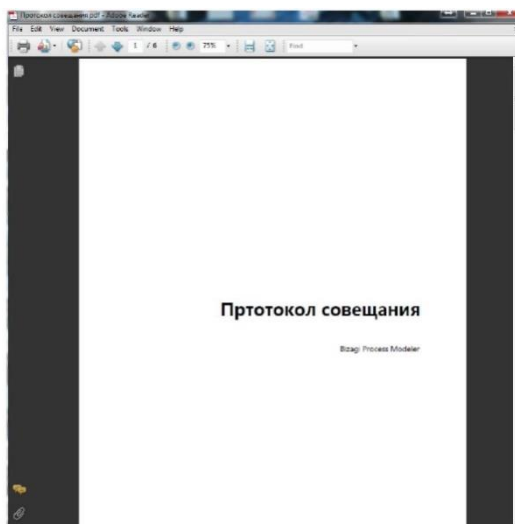 Пртотокол совещания.pdf - Adobe Reader
File Edit View Document Tools Window Help
1 / 6 75% Find
Пртотокол совещания
Bizagi Process Modeler